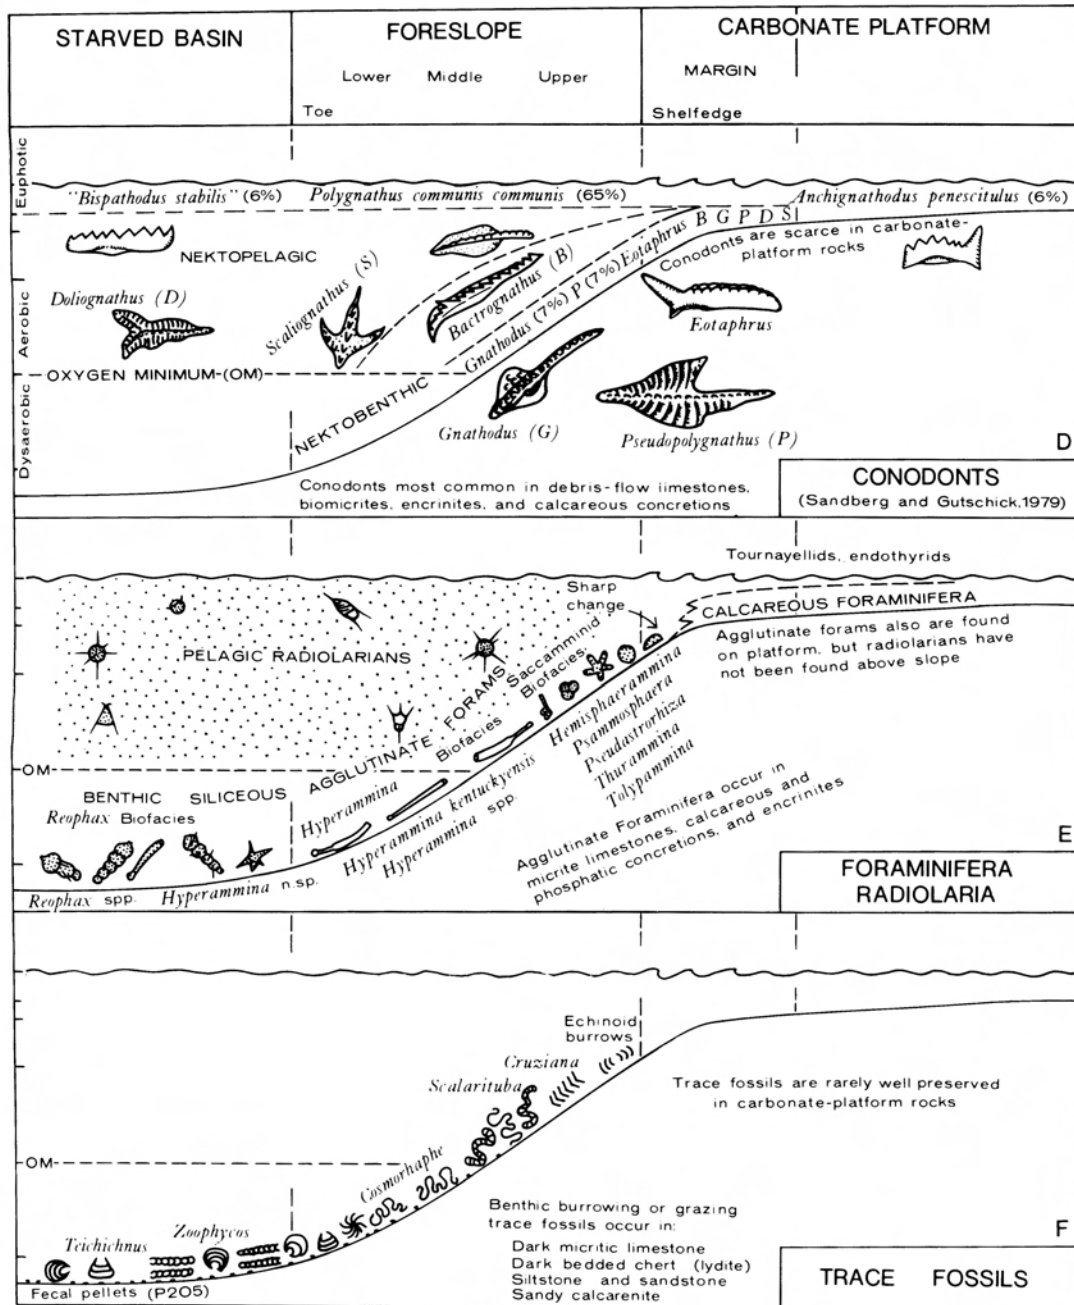 STARVED BASIN
FORESLOPE
CARBONATE PLATFORM
Lower Middle Upper
MARGIN
Toe
Shelfedge
Euphotic
Aerobic
Dysaerobic
"Bispathodus stabilis" (6%)
Polygnathus communis communis (65%)
Anchignathodus penescitulus (6%)
B G P D S
Conodonts are scarce in carbonate-
platform rocks
NEKTOPELAGIC
Doliognathus (D)
Scaliognathus (S)
Bactrognathus (B)
Gnathodus (7%) P (7%) Eotaphrus
Eotaphrus
OXYGEN MINIMUM-(OM)
NEKTOBENTHIC
Gnathodus (G)
Pseudopolygnathus (P)
D
Conodonts most common in debris-flow limestones,
biomicrites, encrinites, and calcareous concretions
CONODONTS
(Sandberg and Gutschick,1979)
Tournayellids, endothyrids
Sharp
change
CALCAREOUS FORAMINIFERA
Agglutinate forams also are found
on platform, but radiolarians have
not been found above slope
PELAGIC RADIOLARIANS
AGGLUTINATE FORAMS
Saccamminid
Biofacies
Hyperammina Biofacies
OM
BENTHIC SILICEOUS
Reophax Biofacies
Hemisphaerammina
Psammosphaera
Pseudastrorhiza
Thurammina
Tolypammina
Hyperammina kentuckyensis
Hyperammina spp.
Agglutinate Foraminifera occur in
micrite limestones, calcareous and
phosphatic concretions, and encrinites
Reophax spp.
Hyperammina n.sp.
E
FORAMINIFERA
RADIOLARIA
Echinoid
burrows
Cruziana
Scalarituba
Trace fossils are rarely well preserved
in carbonate-platform rocks
OM
Cosmorhaphe
Zoophycos
Teichichnus
Benthic burrowing or grazing
trace fossils occur in:
Dark micritic limestone
Dark bedded chert (lydite)
Siltstone and sandstone
Sandy calcarenite
Fecal pellets (P2O5)
F
TRACE FOSSILS